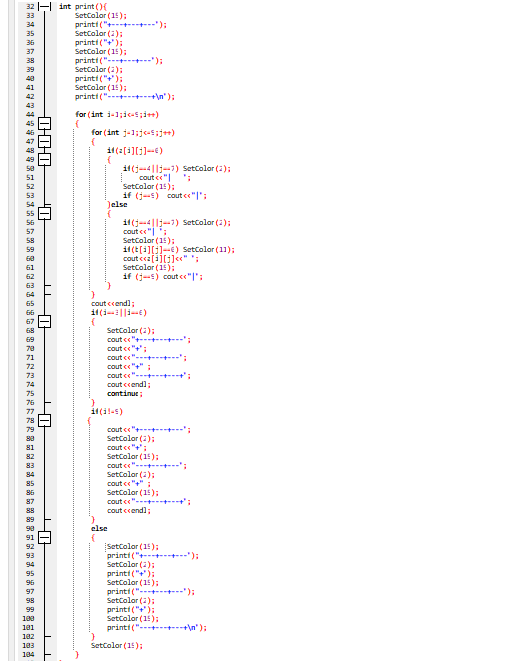 32 int print(){
33 SetColor(15);
34 printf("+---+---+---");
35 SetColor(2);
36 printf("+");
37 SetColor(15);
38 printf("---+---+---");
39 SetColor(2);
40 printf("+");
41 SetColor(15);
42 printf("---+---+---+\n");
43
44 for(int i=1;i<=9;i++)
45 {
46 for(int j=1;j<=9;j++)
47 {
48 if(a[i][j]==0)
49 {
50 if(j==4||j==7) SetColor(2);
51 cout<<"|   ";
52 SetColor(15);
53 if (j==9)  cout<<"|";
54 }else
55 {
56 if(j==4||j==7) SetColor(2);
57 cout<<"| ";
58 SetColor(15);
59 if(b[i][j]==0) SetColor(11);
60 cout<<a[i][j]<<" ";
61 SetColor(15);
62 if (j==9) cout<<"|";
63 }
64 }
65 cout<<endl;
66 if(i==3||i==6)
67 {
68 SetColor(2);
69 cout<<"+---+---+---";
70 cout<<"+";
71 cout<<"---+---+---";
72 cout<<"+" ;
73 cout<<"---+---+---+";
74 cout<<endl;
75 continue;
76 }
77 if(i!=9)
78 {
79 cout<<"+---+---+---";
80 SetColor(2);
81 cout<<"+";
82 SetColor(15);
83 cout<<"---+---+---";
84 SetColor(2);
85 cout<<"+" ;
86 SetColor(15);
87 cout<<"---+---+---+";
88 cout<<endl;
89 }
90 else
91 {
92 SetColor(15);
93 printf("+---+---+---");
94 SetColor(2);
95 printf("+");
96 SetColor(15);
97 printf("---+---+---");
98 SetColor(2);
99 printf("+");
100 SetColor(15);
101 printf("---+---+---+\n");
102 }
103 SetColor(15);
104 }